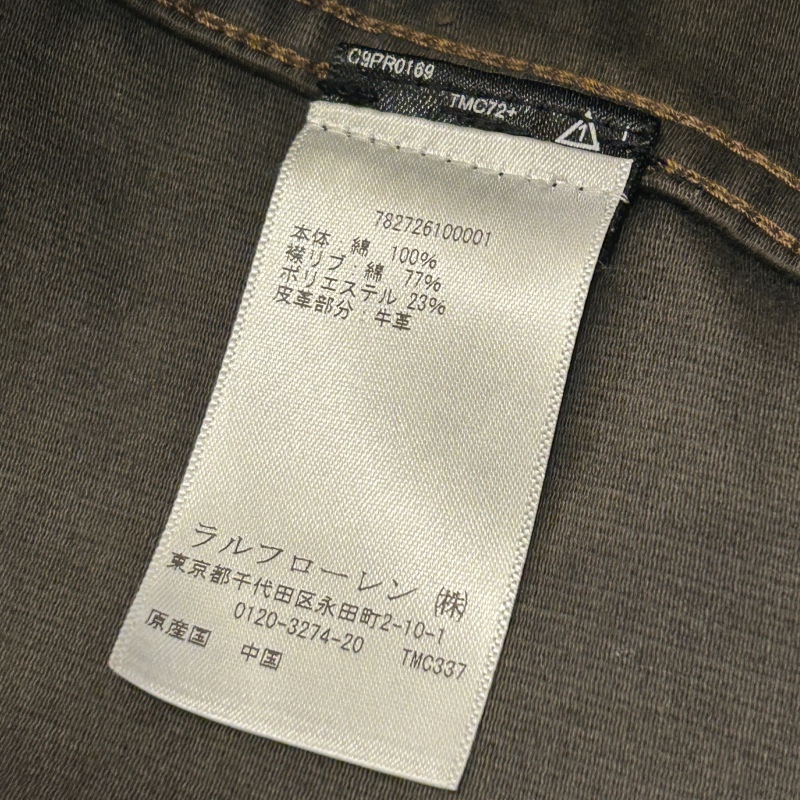 C9PR0169
TMC72+
1
782726100001
本体 綿 100%
襟リブ:綿 77%
ポリエステル 23%
皮革部分:牛革
ラルフローレン ㈱
東京都千代田区永田町2-10-1
0120-3274-20 TMC337
原産国 中国